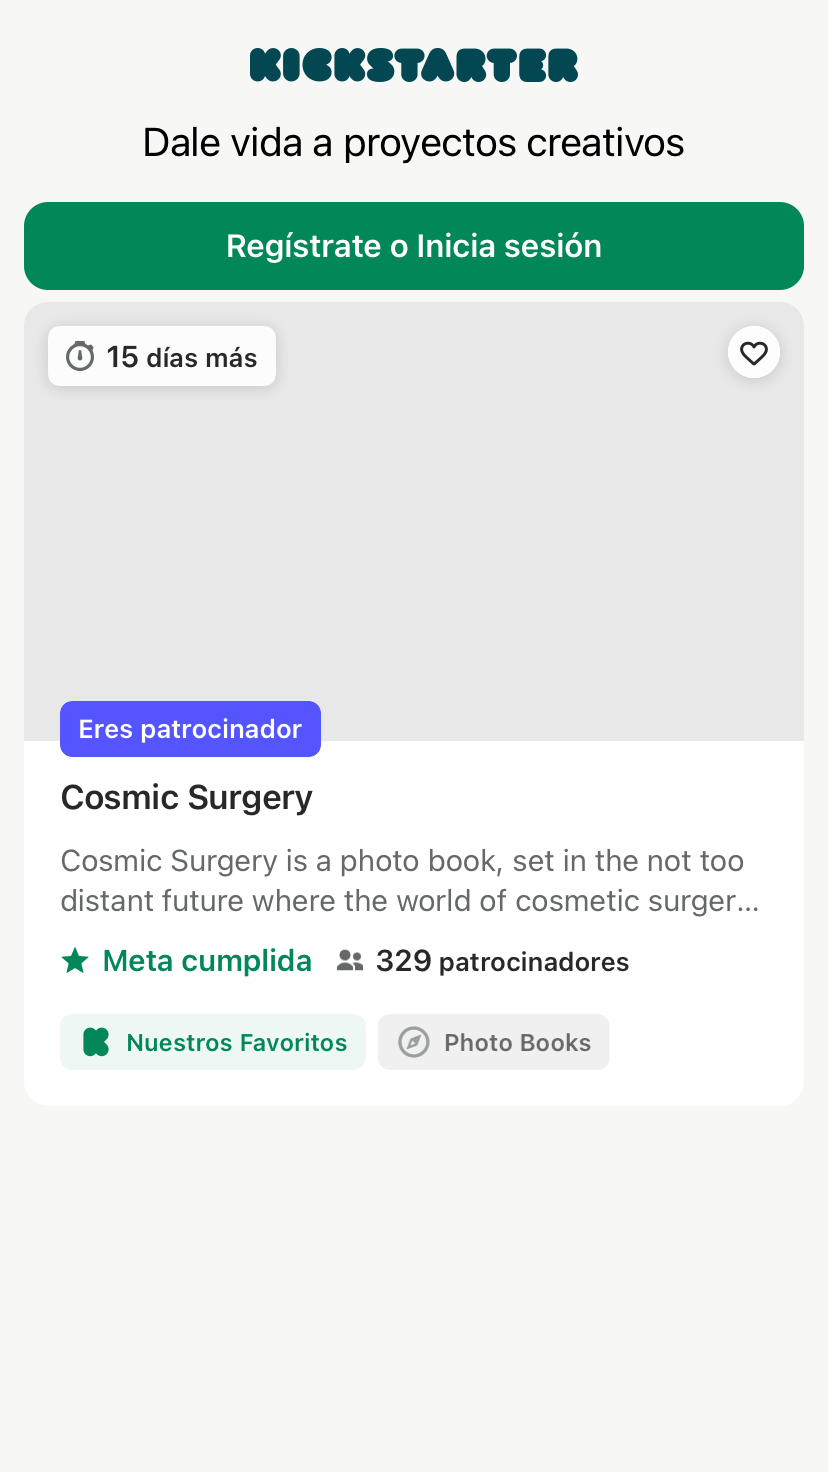 KICKSTARTER
Dale vida a proyectos creativos
Regístrate o Inicia sesión
15 días más
Eres patrocinador
Cosmic Surgery
Cosmic Surgery is a photo book, set in the not too
distant future where the world of cosmetic surger...
Meta cumplida 329 patrocinadores
Nuestros Favoritos Photo Books